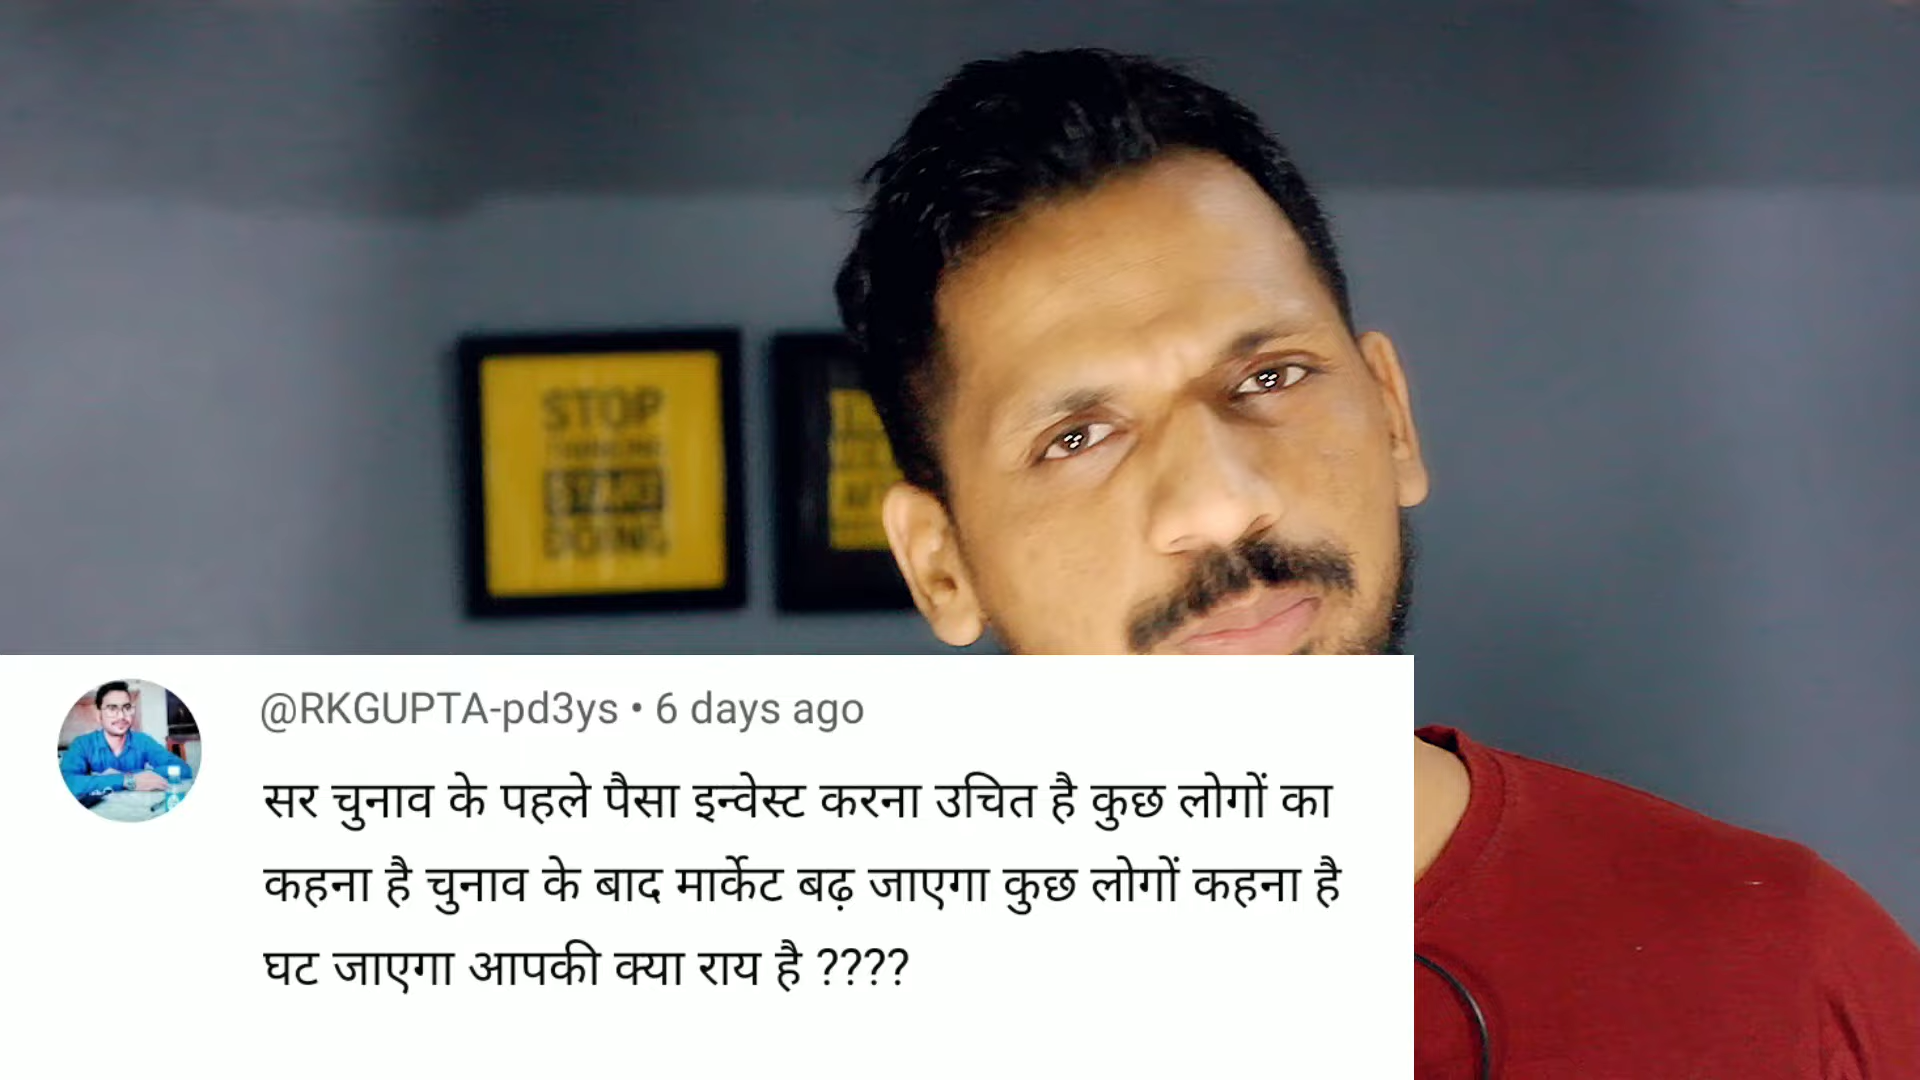 STOP
DOING
@RKGUPTA-pd3ys • 6 days ago
सर चुनाव के पहले पैसा इन्वेस्ट करना उचित है कुछ लोगों का
कहना है चुनाव के बाद मार्केट बढ़ जाएगा कुछ लोगों कहना है
घट जाएगा आपकी क्या राय है ????